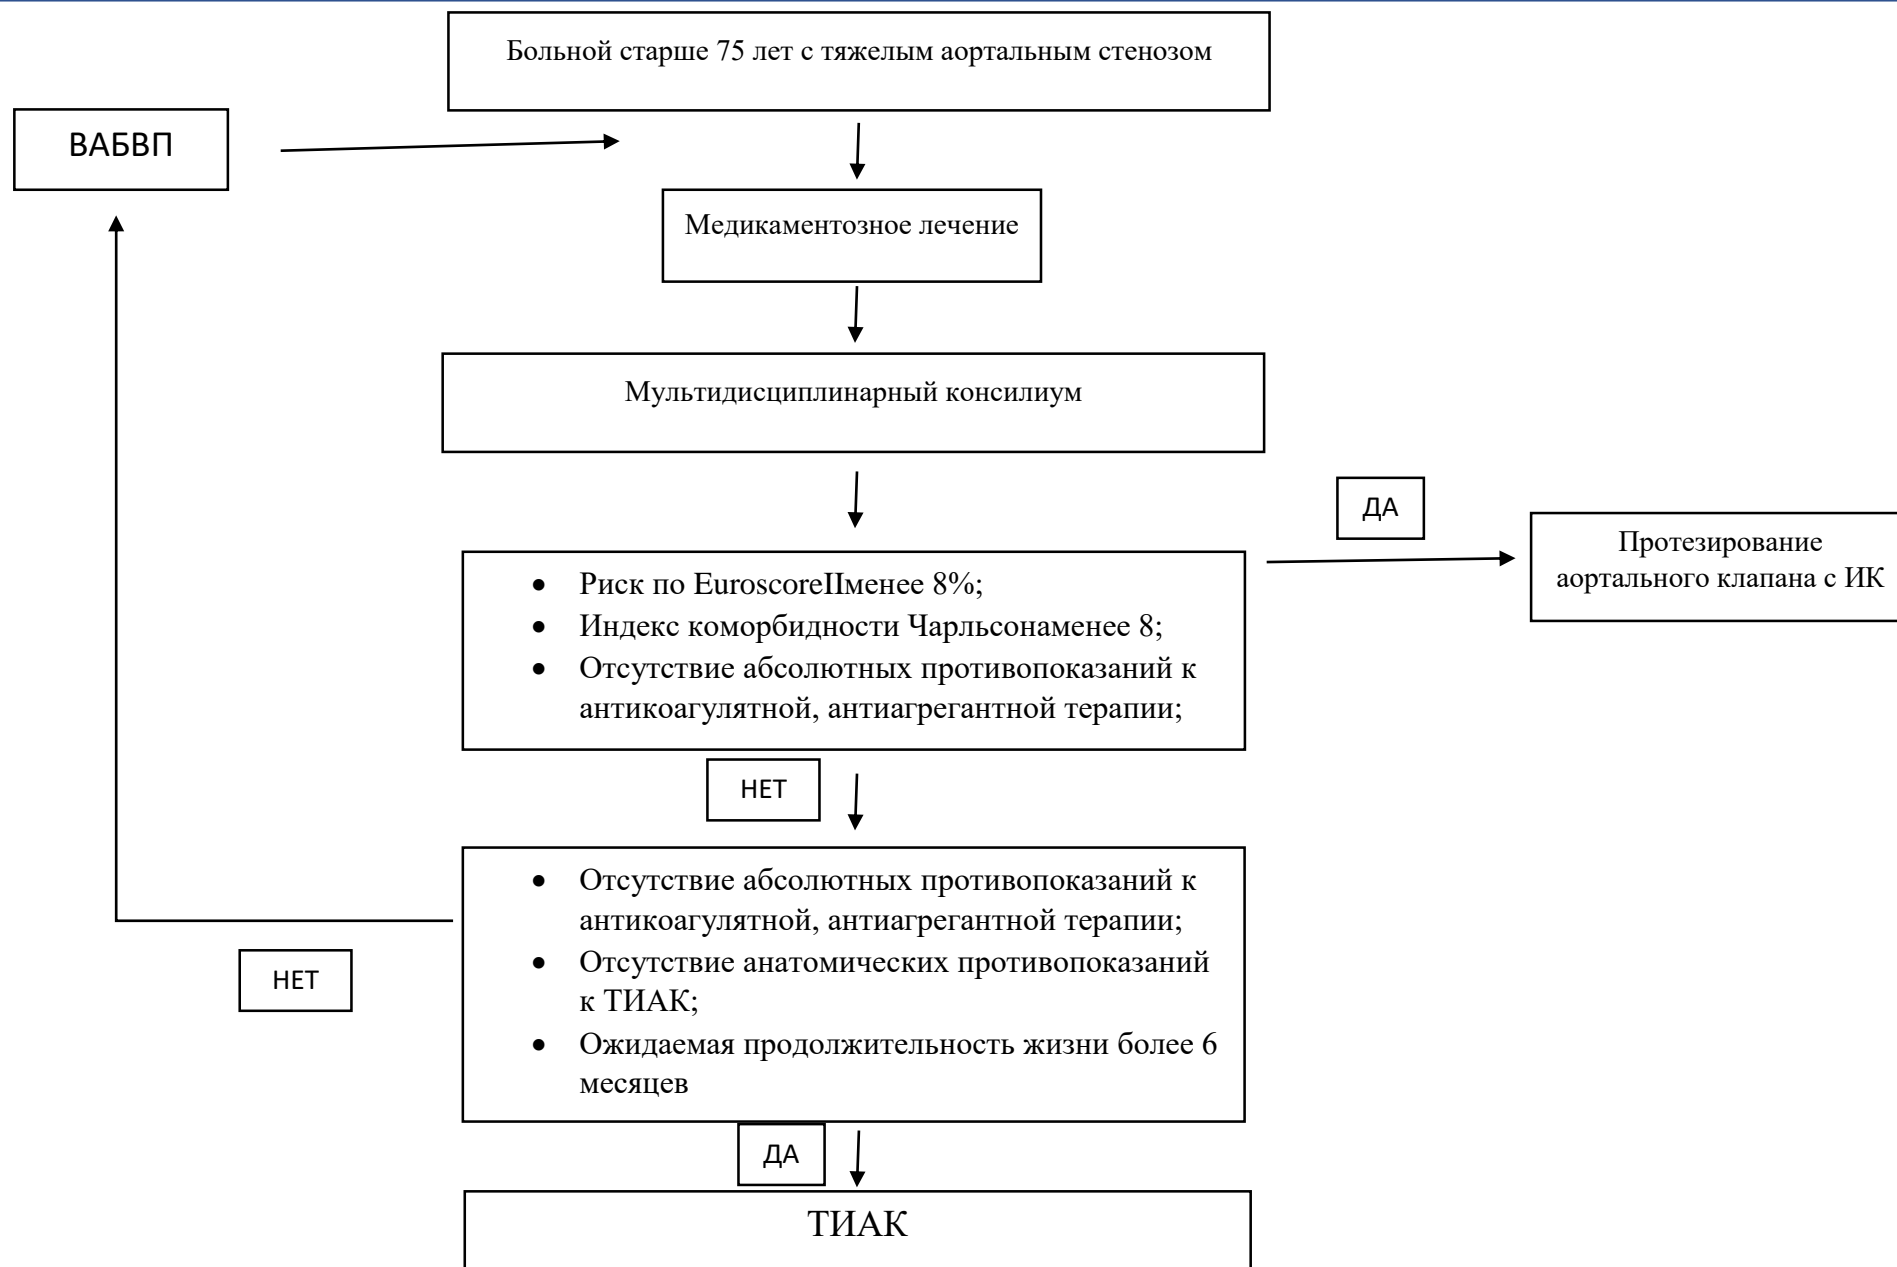 Больной старше 75 лет с тяжелым аортальным стенозом
ВАБВП
Медикаментозное лечение
Мультидисциплинарный консилиум
ДА
Протезирование
аортального клапана с ИК
• Риск по EuroscoreIIменее 8%;
• Индекс коморбидности Чарльсонаменее 8;
• Отсутствие абсолютных противопоказаний к
антикоагулятной, антиагрегантной терапии;
НЕТ
• Отсутствие абсолютных противопоказаний к
антикоагулятной, антиагрегантной терапии;
• Отсутствие анатомических противопоказаний
к ТИАК;
• Ожидаемая продолжительность жизни более 6
месяцев
НЕТ
ДА
ТИАК